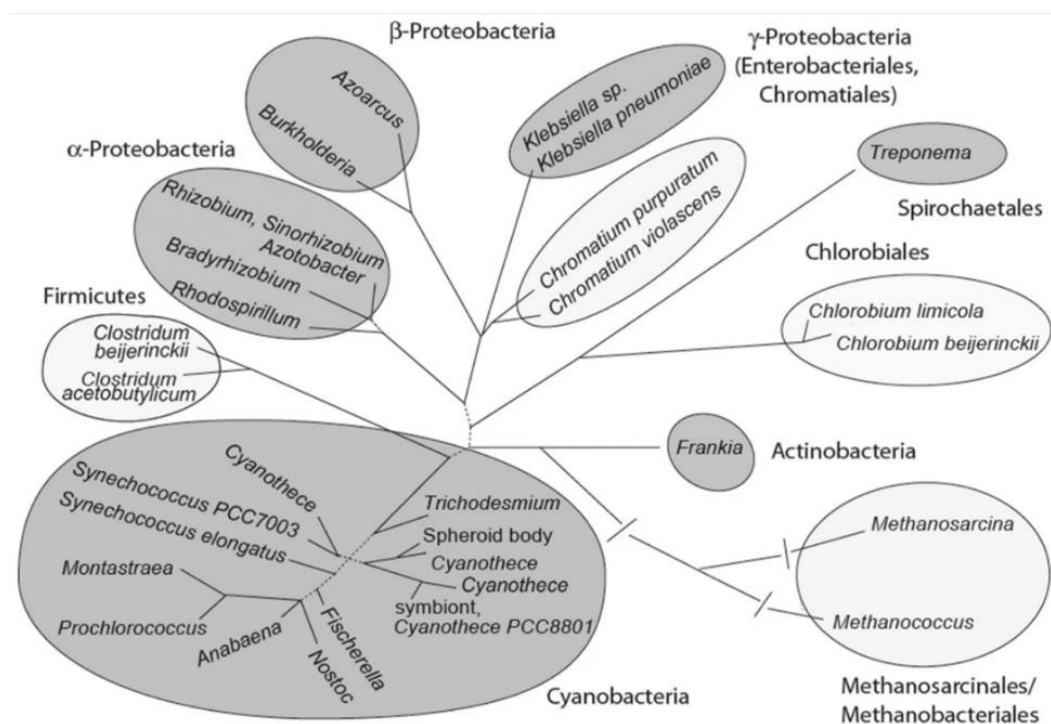 β-Proteobacteria
γ-Proteobacteria
(Enterobacteriales,
Chromatiales)
Azoarcus
Burkholderia
Klebsiella sp.
Klebsiella pneumoniae
α-Proteobacteria
Treponema
Spirochaetales
Rhizobium, Sinorhizobium
Azotobacter
Bradyrhizobium
Rhodospirillum
Chromatium purpuratum
Chromatium violascens
Chlorobiales
Chlorobium limicola
Chlorobium beijerinckii
Firmicutes
Clostridum
beijerinckii
Clostridum
acetobutylicum
Frankia
Actinobacteria
Cyanothece
Synechococcus PCC7003
Synechococcus elongatus
Trichodesmium
Spheroid body
Cyanothece
Cyanothece
symbiont,
Cyanothece PCC8801
Montastraea
Prochlorococcus
Anabaena
Fischerella
Nostoc
Cyanobacteria
Methanosarcina
Methanococcus
Methanosarcinales/
Methanobacteriales